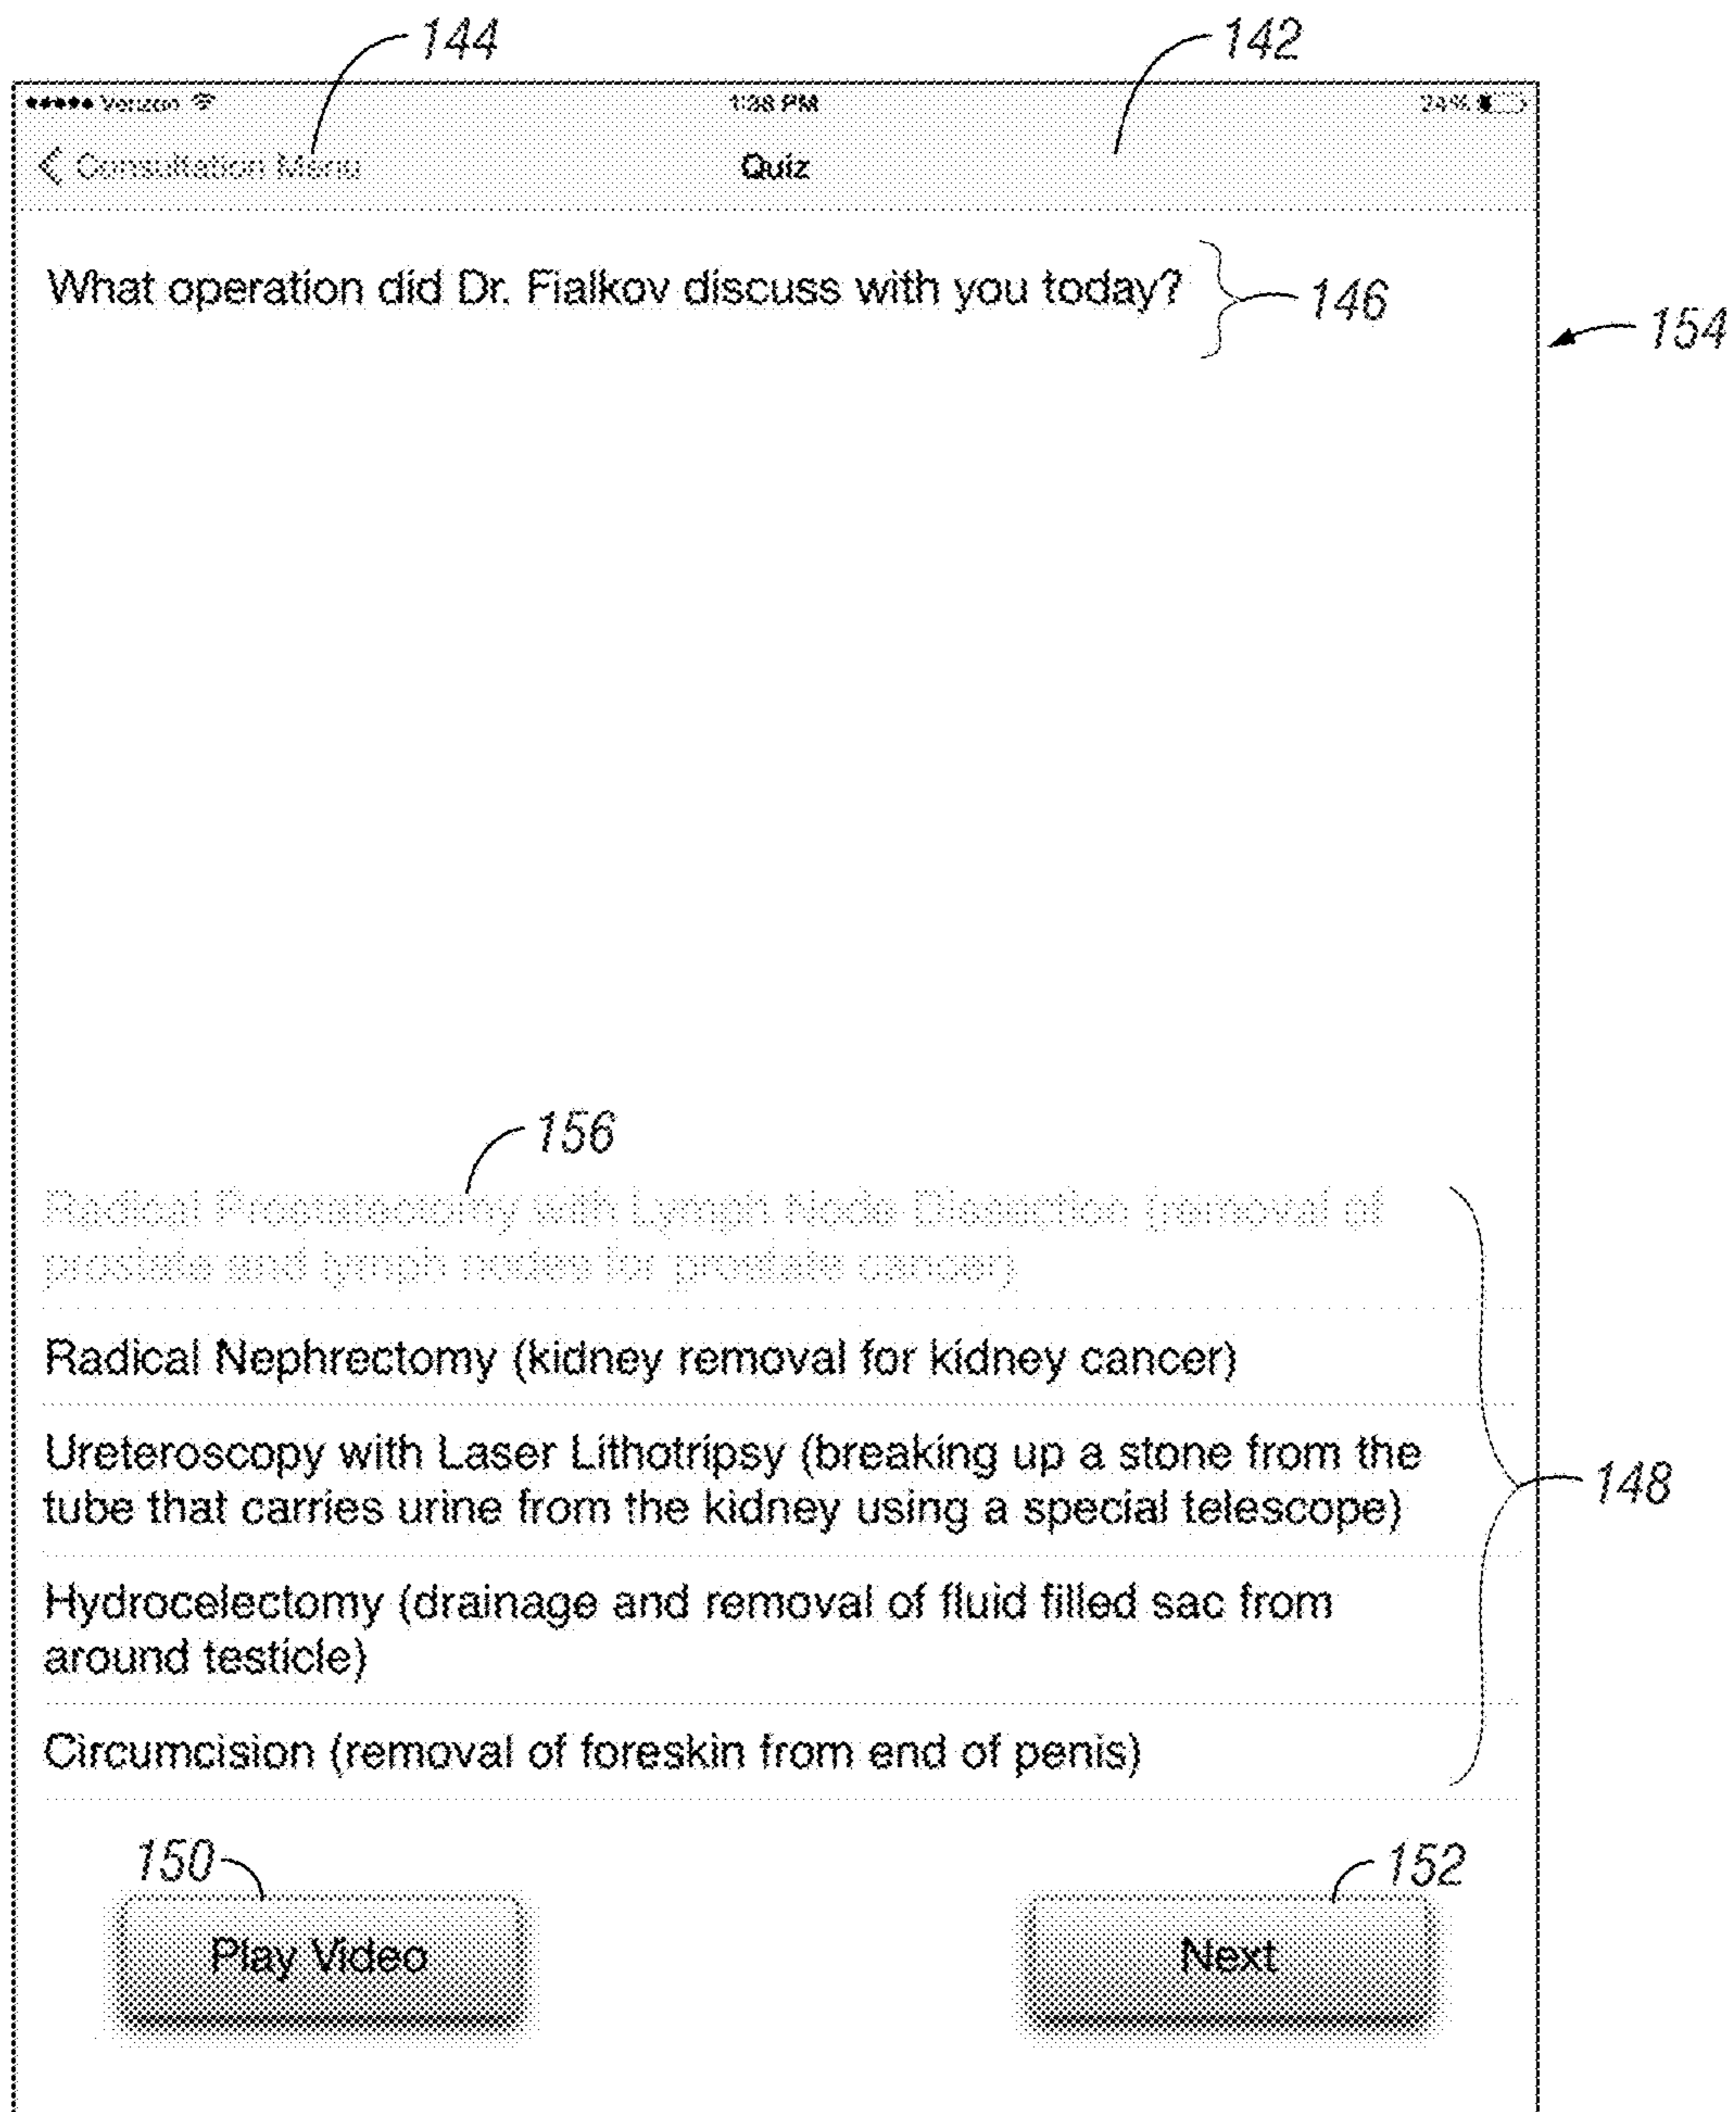 144
142
Verizon 1:38 PM 24%
Consultation Menu Quiz
What operation did Dr. Fialkov discuss with you today?
146
154
156
Radical Prostatectomy with Lymph Node Dissection (removal of
prostate and lymph nodes for prostate cancer)
Radical Nephrectomy (kidney removal for kidney cancer)
Ureteroscopy with Laser Lithotripsy (breaking up a stone from the
tube that carries urine from the kidney using a special telescope)
148
Hydrocelectomy (drainage and removal of fluid filled sac from
around testicle)
Circumcision (removal of foreskin from end of penis)
150
152
Play Video
Next